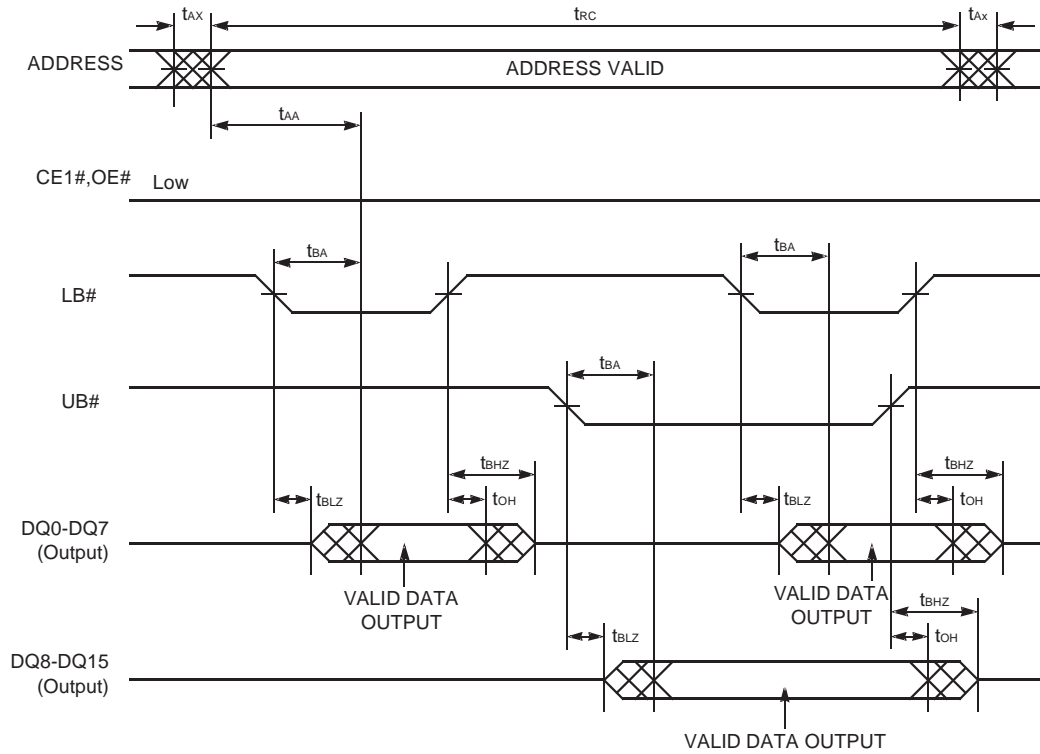 tAX
tRC
tAx
ADDRESS
ADDRESS VALID
tAA
CE1#,OE#
Low
tBA
tBA
LB#
tBA
UB#
tBHZ
tBHZ
tBLZ
tOH
tBLZ
tOH
DQ0-DQ7
(Output)
VALID DATA
OUTPUT
VALID DATA
OUTPUT
tBHZ
tBLZ
tOH
DQ8-DQ15
(Output)
VALID DATA OUTPUT